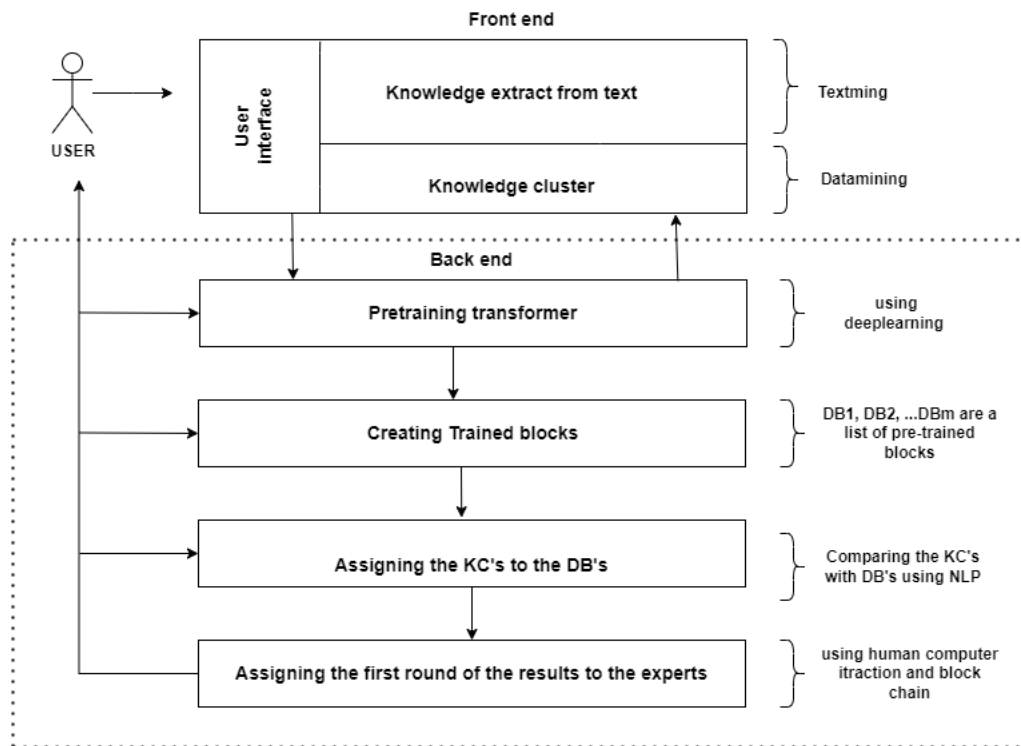 Front end
User
interface
Knowledge extract from text
Textming
USER
Knowledge cluster
Datamining
Back end
Pretraining transformer
using
deeplearning
Creating Trained blocks
DB1, DB2, ...DBm are a
list of pre-trained
blocks
Assigning the KC's to the DB's
Comparing the KC's
with DB's using NLP
Assigning the first round of the results to the experts
using human computer
itraction and block
chain